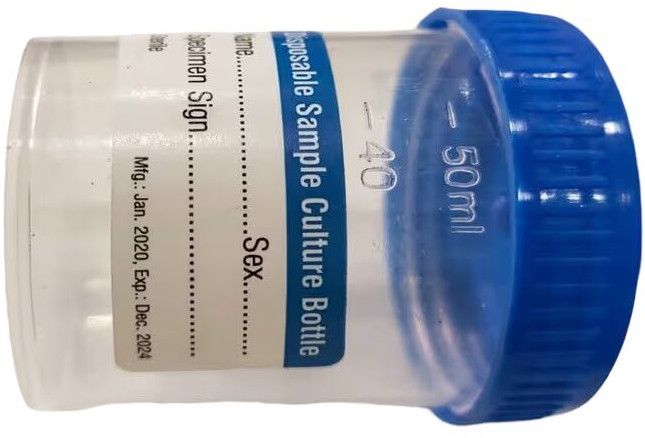 Disposable Sample Culture Bottle
Name....................Sex..........
Specimen Sign..............................
Mfg.: Jan. 2020, Exp.: Dec. 2024
- 40
- 50ml